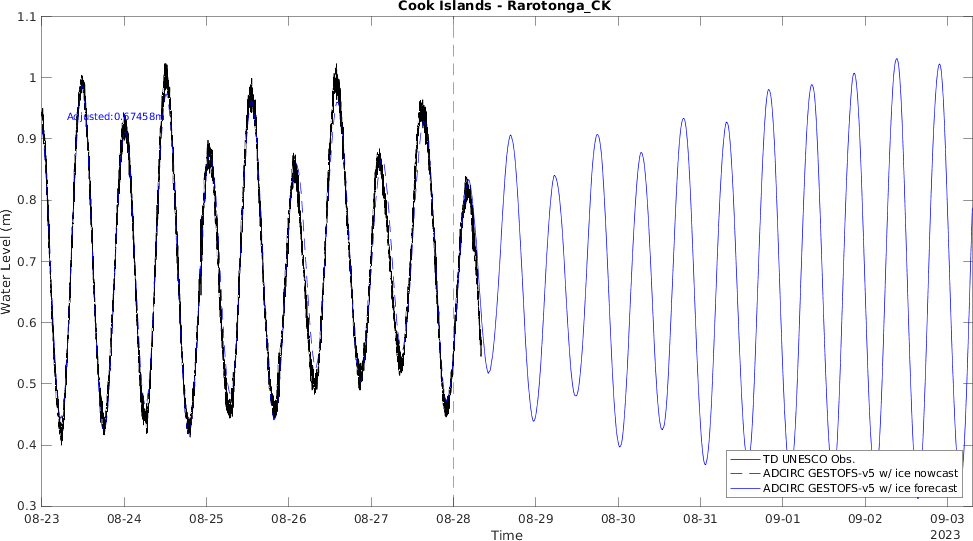 Cook Islands - Rarotonga_CK
1.1
1
0.9
0.8
0.7
0.6
0.5
0.4
0.3
Water Level (m)
Adjusted:0.67458m
TD UNESCO Obs.
ADCIRC GESTOFS-v5 w/ ice nowcast
ADCIRC GESTOFS-v5 w/ ice forecast
08-23 08-24 08-25 08-26 08-27 08-28 08-29 08-30 08-31 09-01 09-02 09-03
2023
Time